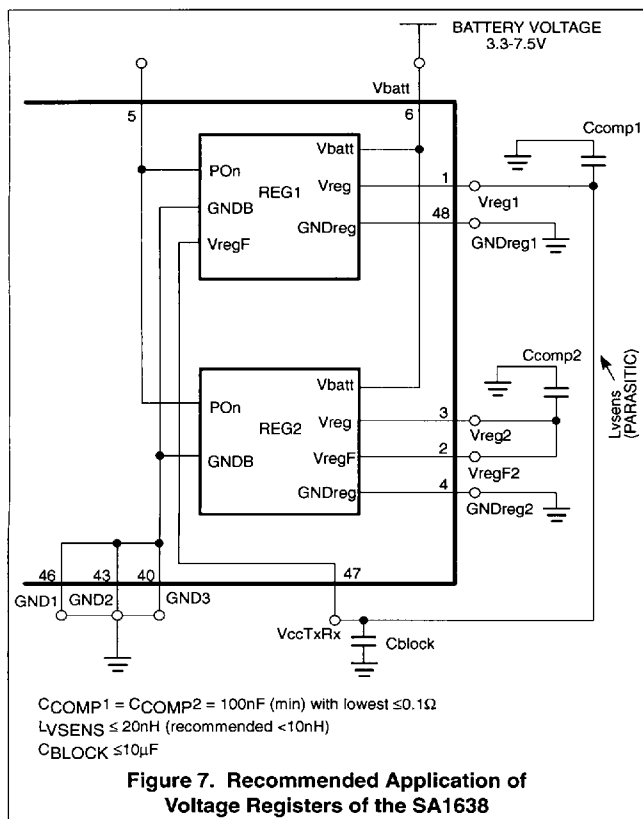 BATTERY VOLTAGE
3.3-7.5V
Vbatt
5
6
Ccomp1
POn
Vbatt
REG1
Vreg
1
Vreg1
GNDB
GNDreg
48
GNDreg1
VregF
Ccomp2
Vbatt
POn
Vreg
3
Vreg2
REG2
VregF
2
VregF2
GNDB
GNDreg
4
GNDreg2
Lvsens
(PARASITIC)
46
43
40
47
GND1
GND2
GND3
VccTxRx
Cblock
CCOMP1 = CCOMP2 = 100nF (min) with lowest ≤0.1Ω
LVSENS ≤ 20nH (recommended <10nH)
CBLOCK ≤10µF
Figure 7. Recommended Application of
Voltage Registers of the SA1638